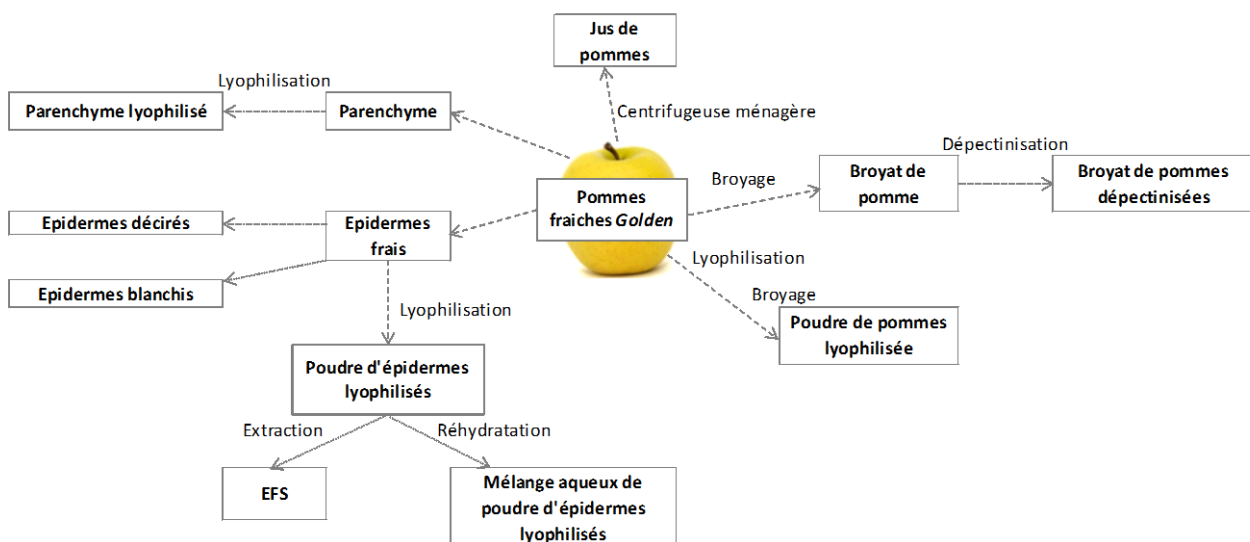 Jus de
pommes
Lyophilisation
Parenchyme lyophilisé
Parenchyme
Centrifugeuse ménagère
Dépectinisation
Broyage
Broyat de
pomme
Broyat de pommes
dépectinisées
Pommes
fraiches Golden
Epidermes décirés
Epidermes
frais
Lyophilisation
Epidermes blanchis
Broyage
Lyophilisation
Poudre de pommes
lyophilisée
Poudre d'épidermes
lyophilisés
Extraction
Réhydratation
EFS
Mélange aqueux de
poudre d'épidermes
lyophilisés